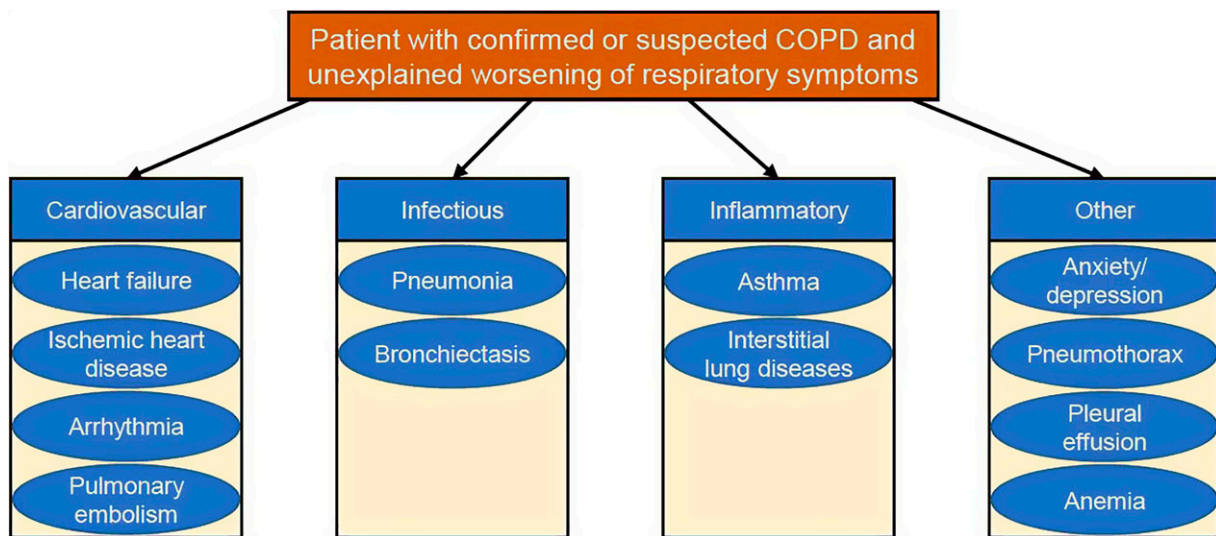 Patient with confirmed or suspected COPD and
unexplained worsening of respiratory symptoms
Cardiovascular
Heart failure
Ischemic heart
disease
Arrhythmia
Pulmonary
embolism
Infectious
Pneumonia
Bronchiectasis
Inflammatory
Asthma
Interstitial
lung diseases
Other
Anxiety/
depression
Pneumothorax
Pleural
effusion
Anemia